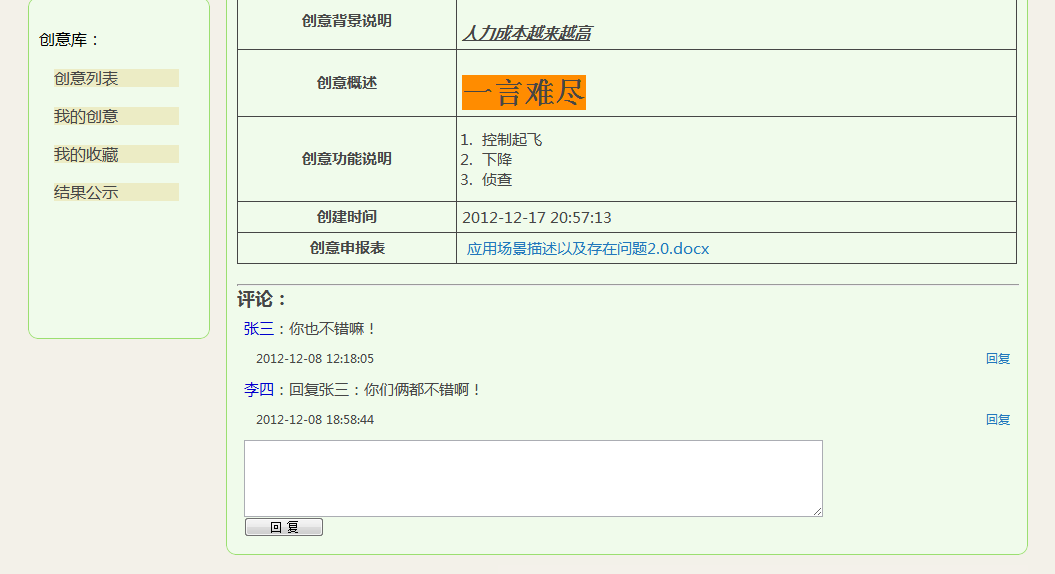 创意库：
创意列表
我的创意
我的收藏
结果公示
创意背景说明
人力成本越来越高
创意概述
一言难尽
创意功能说明
1. 控制起飞
2. 下降
3. 侦查
创建时间
2012-12-17 20:57:13
创意申报表
应用场景描述以及存在问题2.0.docx
评论：
张三：你也不错嘛！
2012-12-08 12:18:05 回复
李四：回复张三：你们俩都不错啊！
2012-12-08 18:58:44 回复
回 复